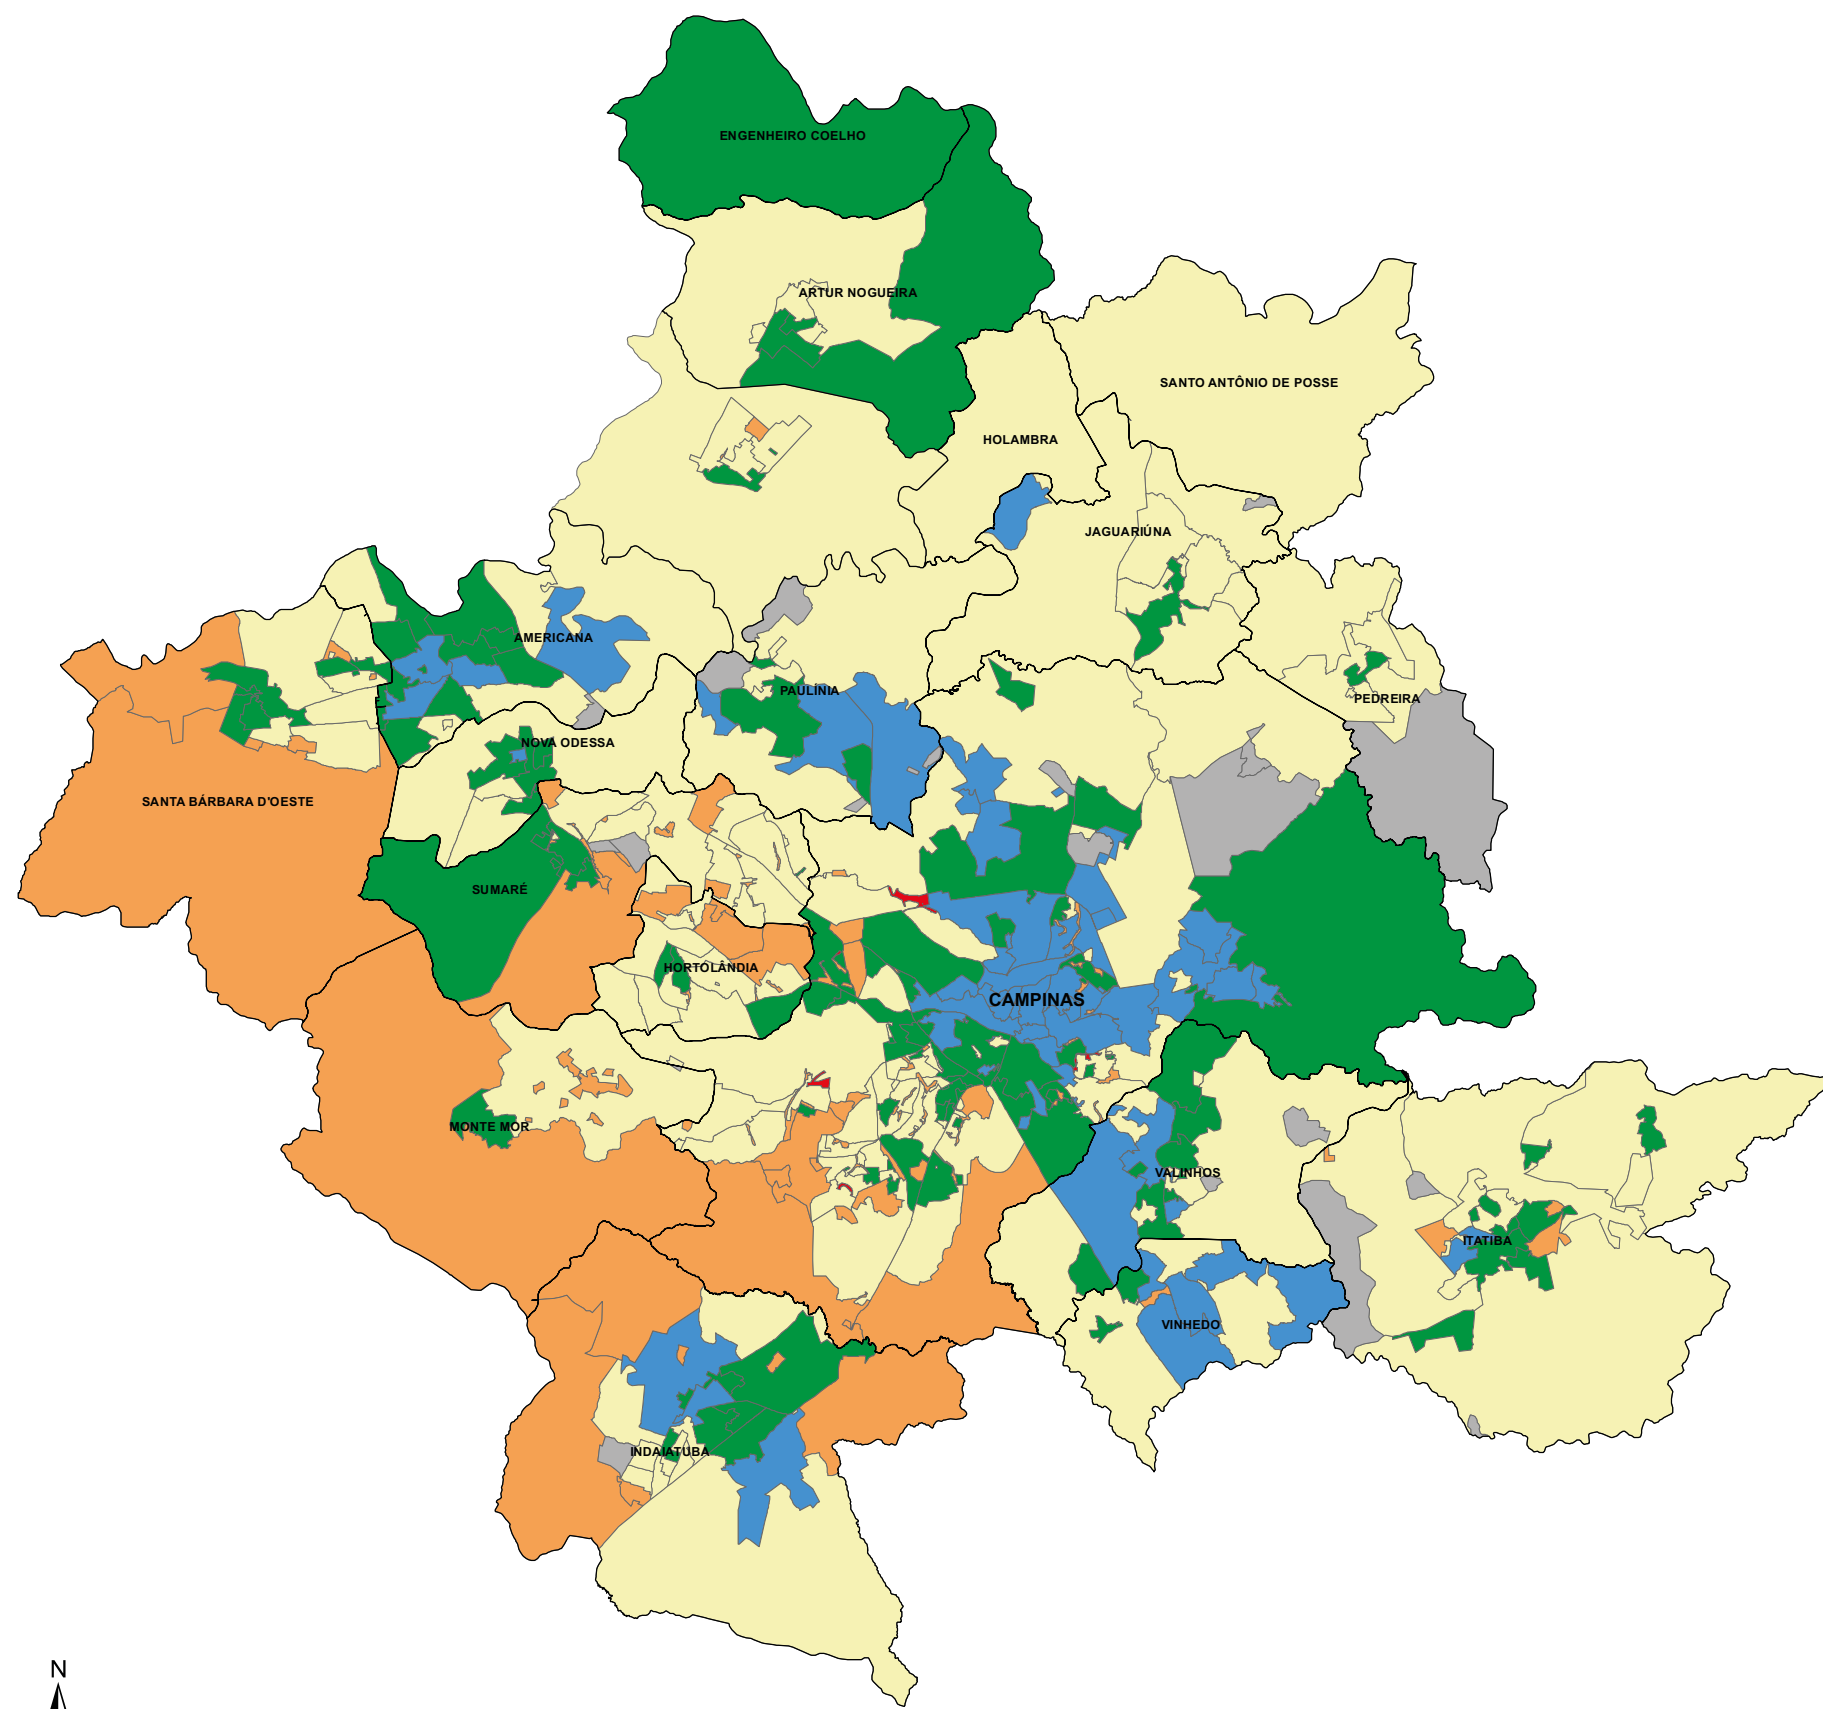 ENGENHEIRO COELHO
ARTUR NOGUEIRA
SANTO ANTÔNIO DE POSSE
HOLAMBRA
JAGUARIÚNA
AMERICANA
PAULÍNIA
PEDREIRA
NOVA ODESSA
SANTA BÁRBARA D'OESTE
SUMARÉ
HORTOLÂNDIA
CAMPINAS
MONTE MOR
VALINHOS
ITATIBA
VINHEDO
INDAIATUBA
N